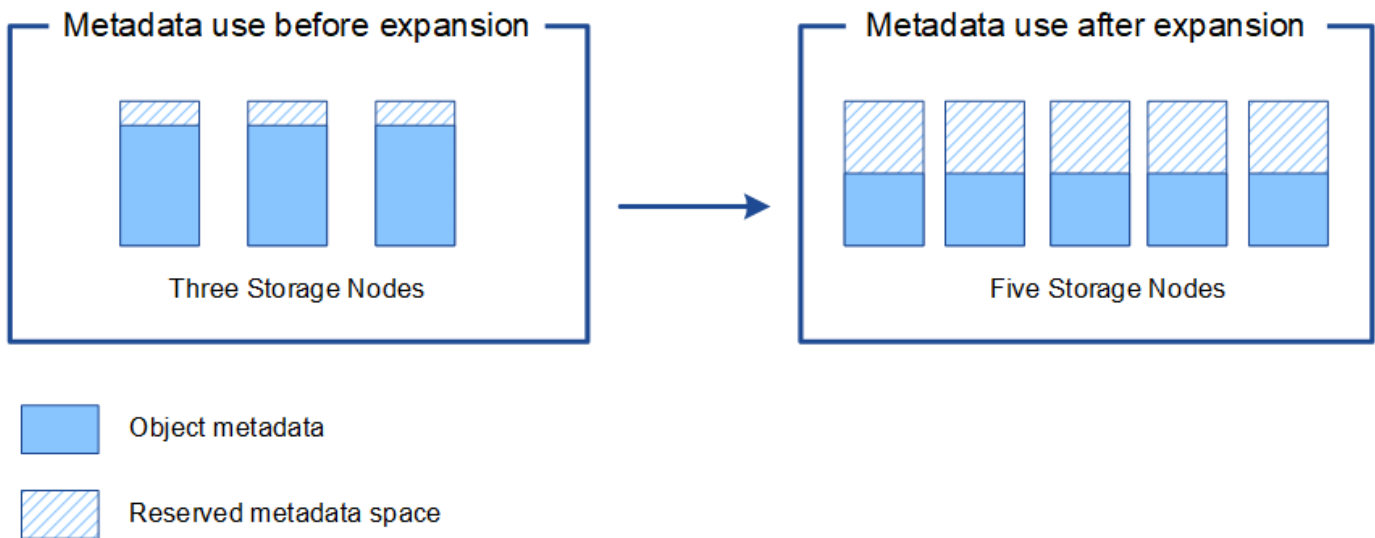 Metadata use before expansion
Metadata use after expansion
Three Storage Nodes
Five Storage Nodes
Object metadata
Reserved metadata space